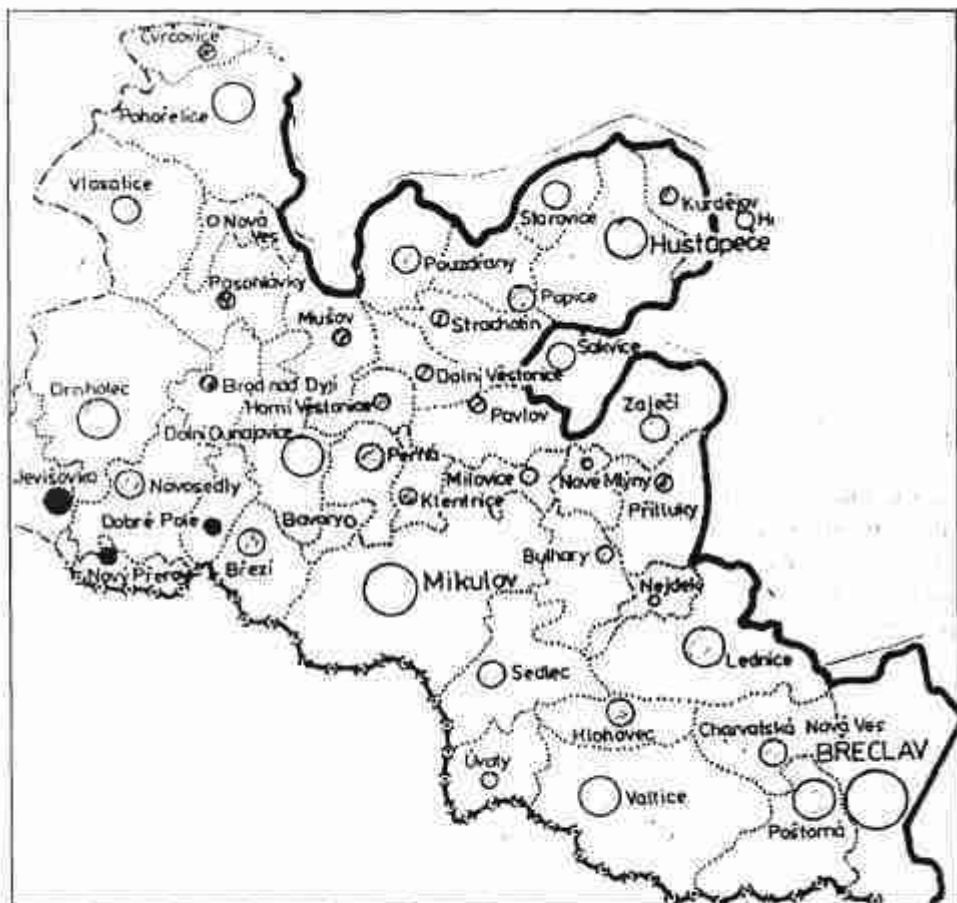 Cvrčovice
Pohořelice
Vlasatice
Nová
Ves
Pasohlávky
Mušov
Pouzdřany
Starovice
Kurdějov
Hustopeče
Popice
Strachotín
Šakvice
Drnholec
Brod nad Dyjí
Dolní Věstonice
Horní Věstonice
Pavlov
Zaječí
Dolní Dunajovice
Perná
Milovice
Nové Mlýny
Přítluky
Jevišovka
Novosedly
Klentnice
Dobré Pole
Bavory
Bulhary
Nový Přerov
Březí
Mikulov
Nejdek
Sedlec
Lednice
Hlohovec
Charvatská Nová Ves
BŘECLAV
Úvaly
Valtice
Poštorná